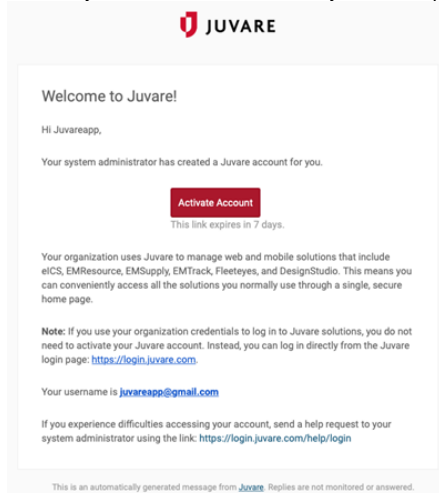 JUVARE
Welcome to Juvare!
Hi Juvareapp,
Your system administrator has created a Juvare account for you.
Activate Account
This link expires in 7 days.
Your organization uses Juvare to manage web and mobile solutions that include
eICS, EMResource, EMSupply, EMTrack, Fleeteyes, and DesignStudio. This means you
can conveniently access all the solutions you normally use through a single, secure
home page.
Note: If you use your organization credentials to log in to Juvare solutions, you do not
need to activate your Juvare account. Instead, you can log in directly from the Juvare
login page: https://login.juvare.com.
Your username is juvareapp@gmail.com
If you experience difficulties accessing your account, send a help request to your
system administrator using the link: https://login.juvare.com/help/login
This is an automatically generated message from Juvare. Replies are not monitored or answered.